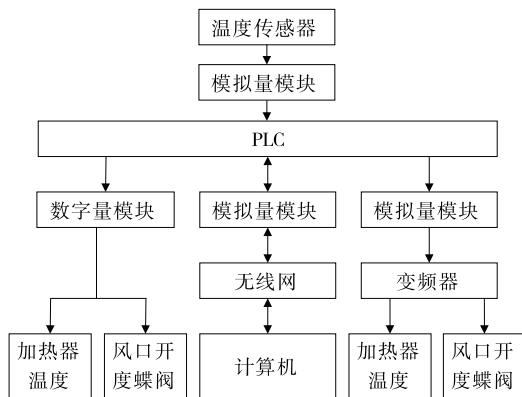 温度传感器
模拟量模块
PLC
数字量模块
模拟量模块
模拟量模块
无线网
变频器
加热器
温度
风口开
度蝶阀
计算机
加热器
温度
风口开
度蝶阀